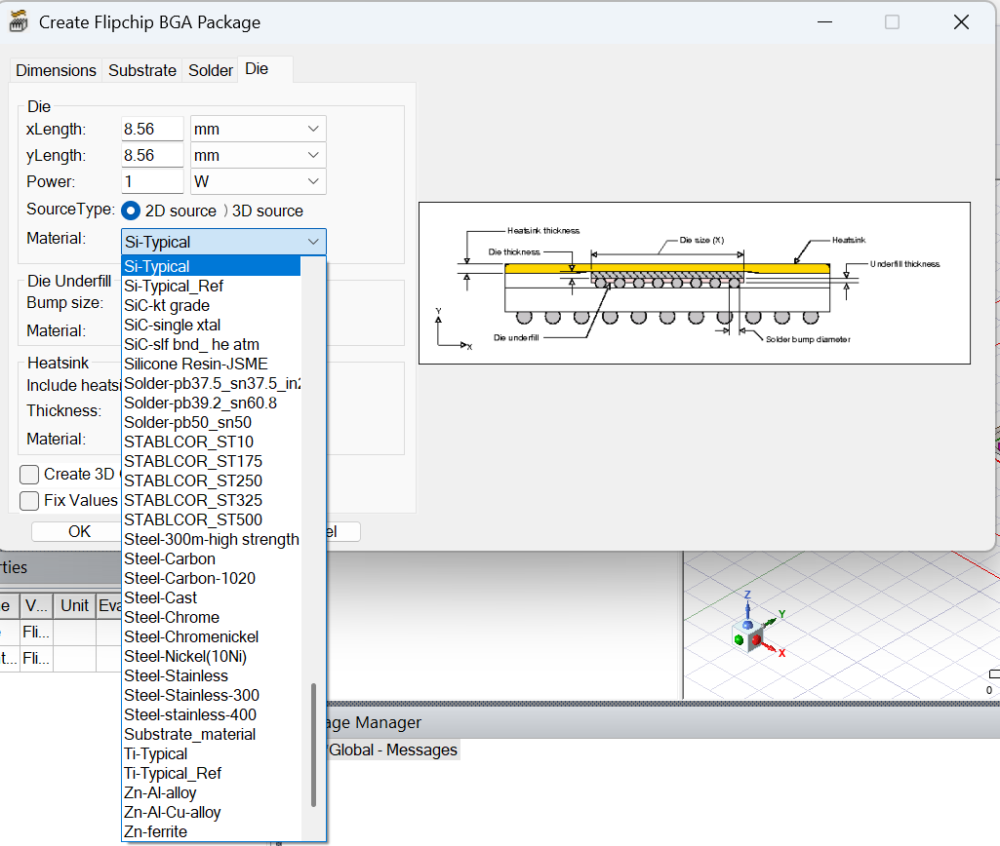 Create Flipchip BGA Package
Dimensions Substrate Solder Die
Die
xLength: 8.56 mm
yLength: 8.56 mm
Power: 1 W
SourceType: 2D source 3D source
Material: Si-Typical
Die Underfill
Bump size:
Material:
Heatsink
Include heatsi
Thickness:
Material:
Create 3D
Fix Values
OK
el
Si-Typical
Si-Typical_Ref
SiC-kt grade
SiC-single xtal
SiC-slf bnd_ he atm
Silicone Resin-JSME
Solder-pb37.5_sn37.5_in2
Solder-pb39.2_sn60.8
Solder-pb50_sn50
STABLCOR_ST10
STABLCOR_ST175
STABLCOR_ST250
STABLCOR_ST325
STABLCOR_ST500
Steel-300m-high strength
Steel-Carbon
Steel-Carbon-1020
Steel-Cast
Steel-Chrome
Steel-Chromenickel
Steel-Nickel(10Ni)
Steel-Stainless
Steel-Stainless-300
Steel-stainless-400
Substrate_material
Ti-Typical
Ti-Typical_Ref
Zn-Al-alloy
Zn-Al-Cu-alloy
Zn-ferrite
Heatsink thickness
Die size (X)
Heatsink
Die thickness
Underfill thickness
Y
X
Die underfill
Solder bump diameter
rties
e V... Unit Eva
Fli...
t... Fli...
Z
Y
X
0
age Manager
Global - Messages